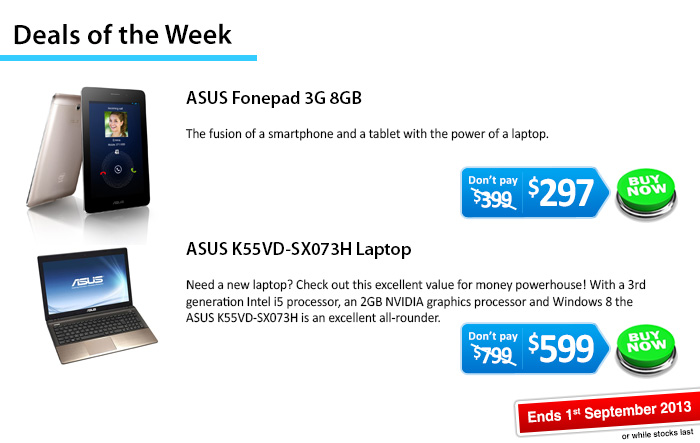 Deals of the Week
ASUS Fonepad 3G 8GB
The fusion of a smartphone and a tablet with the power of a laptop.
Don't pay
$399
$297
BUY
NOW
ASUS K55VD-SX073H Laptop
Need a new laptop? Check out this excellent value for money powerhouse! With a 3rd
generation Intel i5 processor, an 2GB NVIDIA graphics processor and Windows 8 the
ASUS K55VD-SX073H is an excellent all-rounder.
ASUS
Don't pay
$799
$599
BUY
NOW
Ends 1st September 2013
or while stocks last